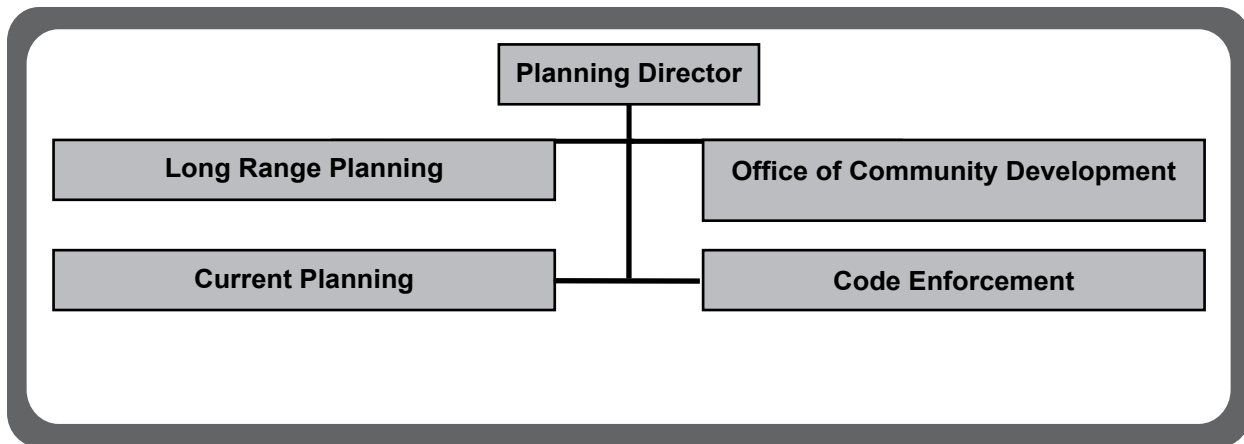 Planning Director
Long Range Planning
Office of Community Development
Current Planning
Code Enforcement